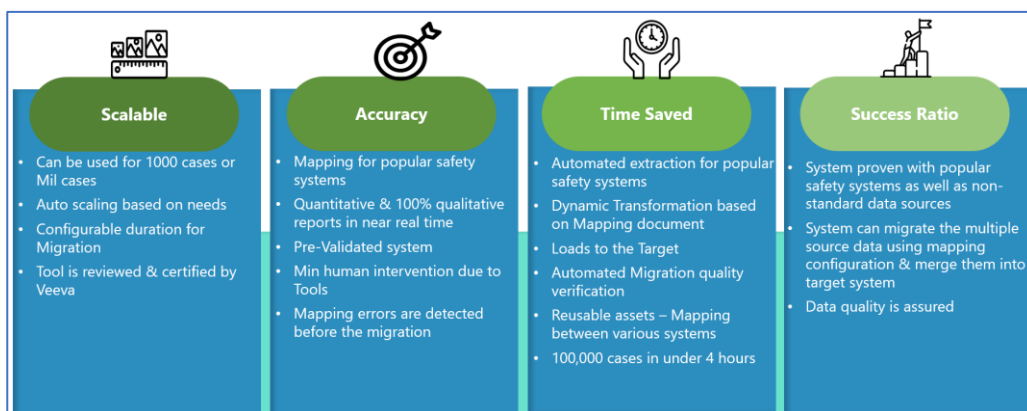 Scalable
• Can be used for 1000 cases or
Mil cases
• Auto scaling based on needs
• Configurable duration for
Migration
• Tool is reviewed & certified by
Veeva
Accuracy
• Mapping for popular safety
systems
• Quantitative & 100% qualitative
reports in near real time
• Pre-Validated system
• Min human intervention due to
Tools
• Mapping errors are detected
before the migration
Time Saved
• Automated extraction for popular
safety systems
• Dynamic Transformation based
on Mapping document
• Loads to the Target
• Automated Migration quality
verification
• Reusable assets – Mapping
between various systems
• 100,000 cases in under 4 hours
Success Ratio
• System proven with popular
safety systems as well as non-
standard data sources
• System can migrate the multiple
source data using mapping
configuration & merge them into
target system
• Data quality is assured